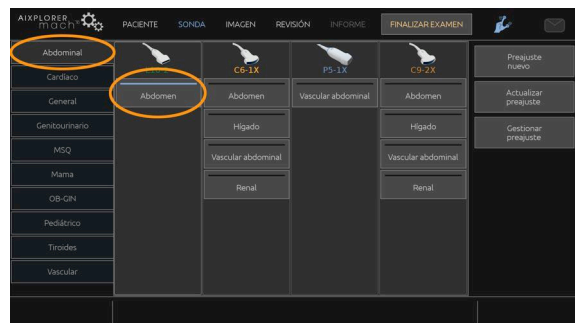 AIXPLORER
mach
PACIENTE SONDA IMAGEN REVISIÓN INFORME FINALIZAR EXAMEN
Abdominal
Cardíaco
General
Genitourinario
MSQ
Mama
OB-GIN
Pediátrico
Tiroides
Vascular
Abdomen
C6-1X
Abdomen
Hígado
Vascular abdominal
Renal
P5-1X
Vascular abdominal
C9-2X
Abdomen
Hígado
Vascular abdominal
Renal
Preajuste
nuevo
Actualizar
preajuste
Gestionar
preajuste